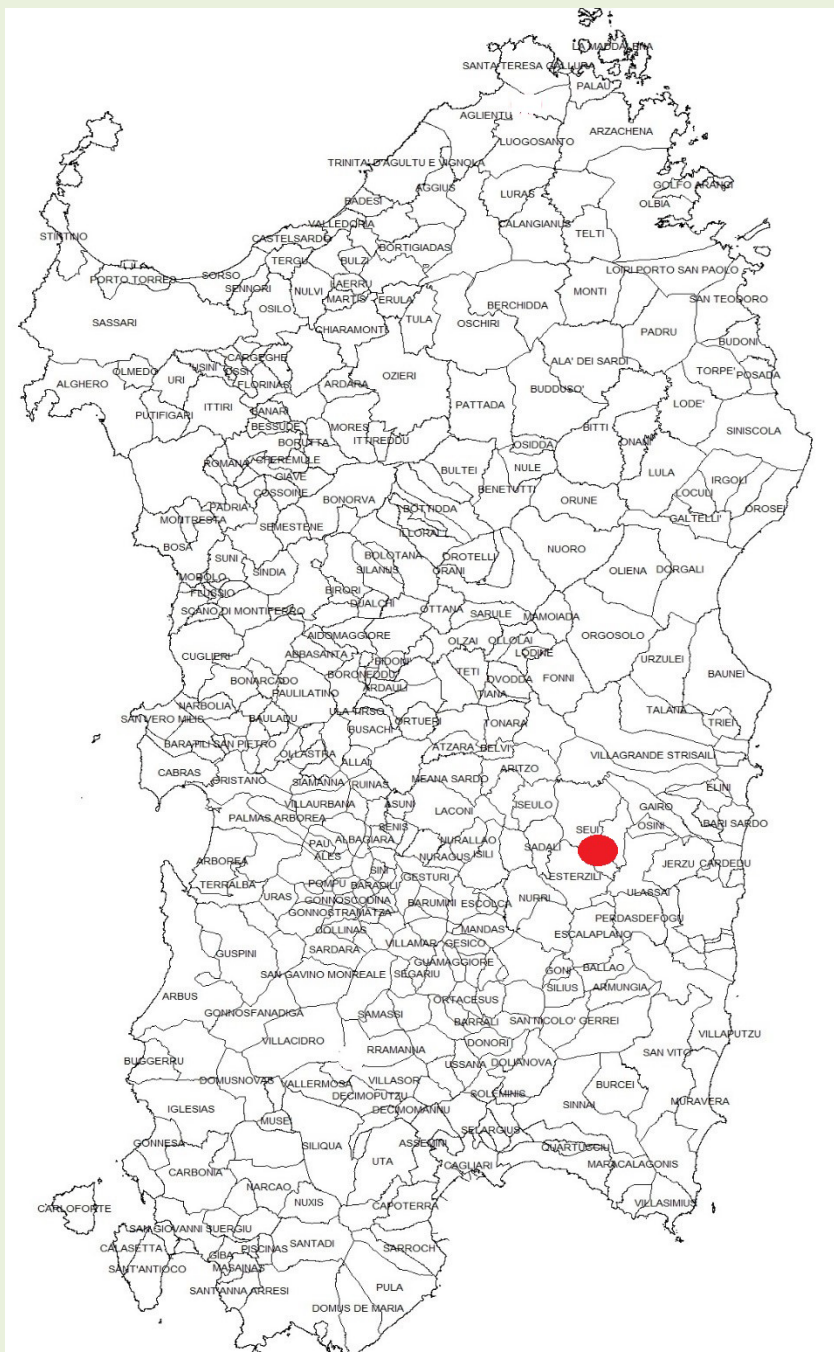 LA MADDALENA
SANTA TERESA GALLURA
PALAU
AGLIENTU
ARZACHENA
LUOGOSANTO
TRINITA' D'AGULTU E VIGNOLA
AGGIUS
GOLFO ARANCI
LURAS
BADESI
OLBIA
VALLEDORIA
CALANGIANUS
TELTI
STINTINO
CASTELSARDO
BORTIGIADAS
TERGU
BULZI
LOIRI PORTO SAN PAOLO
SORSO
PORTO TORRES
SENNORI
LAERRU
NULVI
MONTI
MARTIS
ERULA
SAN TEODORO
BERCHIDDA
OSILO
TULA
SASSARI
OSCHIRI
CHIARAMONTI
PADRU
BUDONI
CARGEGHE
ALA' DEI SARDI
USINI
OSSI
TORPE'
POSADA
OLMEDO
OZIERI
URI
ALGHERO
FLORINAS
ARDARA
BUDDUSO'
ITTIRI
PATTADA
LODE'
BANARI
PUTIFIGARI
BESSUDE
MORES
BITTI
SINISCOLA
BORUTTA
ITTIREDDU
OSIDDA
ONANI
CHEREMULE
ROMANA
NULE
BULTEI
LULA
GIAVE
IRGOLI
BENETUTTI
COSSOINE
LOCULI
BONORVA
ORUNE
PADRIA
BOTTIDDA
OROSEI
MONTRESTA
GALTELLI'
SEMESTENE
ILLORAI
BOSA
NUORO
BOLOTANA
OROTELLI
SUNI
OLIENA
DORGALI
SINDIA
SILANUS
ORANI
MODOLO
BIRORI
FLUSSIO
DUALCHI
SCANO DI MONTIFERRO
OTTANA
SARULE
MAMOIADA
AIDOMAGGIORE
OLZAI
OLLOLAI
ORGOSOLO
CUGLIERI
ABBASANTA
LODINE
BIDONI'
URZULEI
BORONEDDU
TETI
BAUNEI
BONARCADO
OVODDA
FONNI
ARDAULI
PAULILATINO
TIANA
NARBOLIA
ULA TIRSO
TALANA
SAN VERO MILIS
BAULADU
ORTUERI
TONARA
TRIEI
BUSACHI
BARATILI SAN PIETRO
ATZARA
BELVI
OLLASTRA
VILLAGRANDE STRISAILI
ALLAI
ARITZO
CABRAS
ORISTANO
SIAMANNA
RUINAS
MEANA SARDO
ELINI
VILLAURBANA
ASUNI
LACONI
SEULO
GAIRO
PALMAS ARBOREA
SENIS
SEUI
OSINI
BARI SARDO
PAU
ALBAGIARA
NURALLAO
SADALI
ARBOREA
ALES
NURAGUS
ISILI
JERZU
CARDEDU
SINI
GESTURI
ESTERZILI
TERRALBA
POMPU
BARADILI
ULASSAI
URAS
GONNOSCODINA
BARUMINI
ESCOLCA
NURRI
GONNOSTRAMATZA
PERDASDEFOGU
COLLINAS
MANDAS
ESCALAPLANO
GUSPINI
SARDARA
VILLAMAR
GESICO
GUAMAGGIORE
SAN GAVINO MONREALE
SEGARIU
GONI
BALLAO
SILIUS
ARMUNGIA
ARBUS
ORTACESUS
GONNOSFANADIGA
SAMASSI
BARRALI
SAN NICOLO' GERREI
VILLAPUTZU
VILLACIDRO
DONORI
RRAMANNA
SAN VITO
BUGGERRU
USSANA
DOLIANOVA
DOMUSNOVAS
VALLERMOSA
VILLASOR
BURCEI
DECIMOPUTZU
SOLEMINIS
SINNAI
MURAVERA
IGLESIAS
DECIMOMANNU
MUSEI
SELARGIUS
GONNESA
SILIQUA
ASSEMINI
QUARTUCCIU
UTA
CARBONIA
CAGLIARI
MARACALAGONIS
NARCAO
CARLOFORTE
NUXIS
CAPOTERRA
VILLASIMIUS
SAN GIOVANNI SUERGIU
CALASETTA
PISCINAS
SANTADI
SARROCH
GIBA
SANT'ANTIOCO
MASAINAS
SANT'ANNA ARRESI
PULA
DOMUS DE MARIA